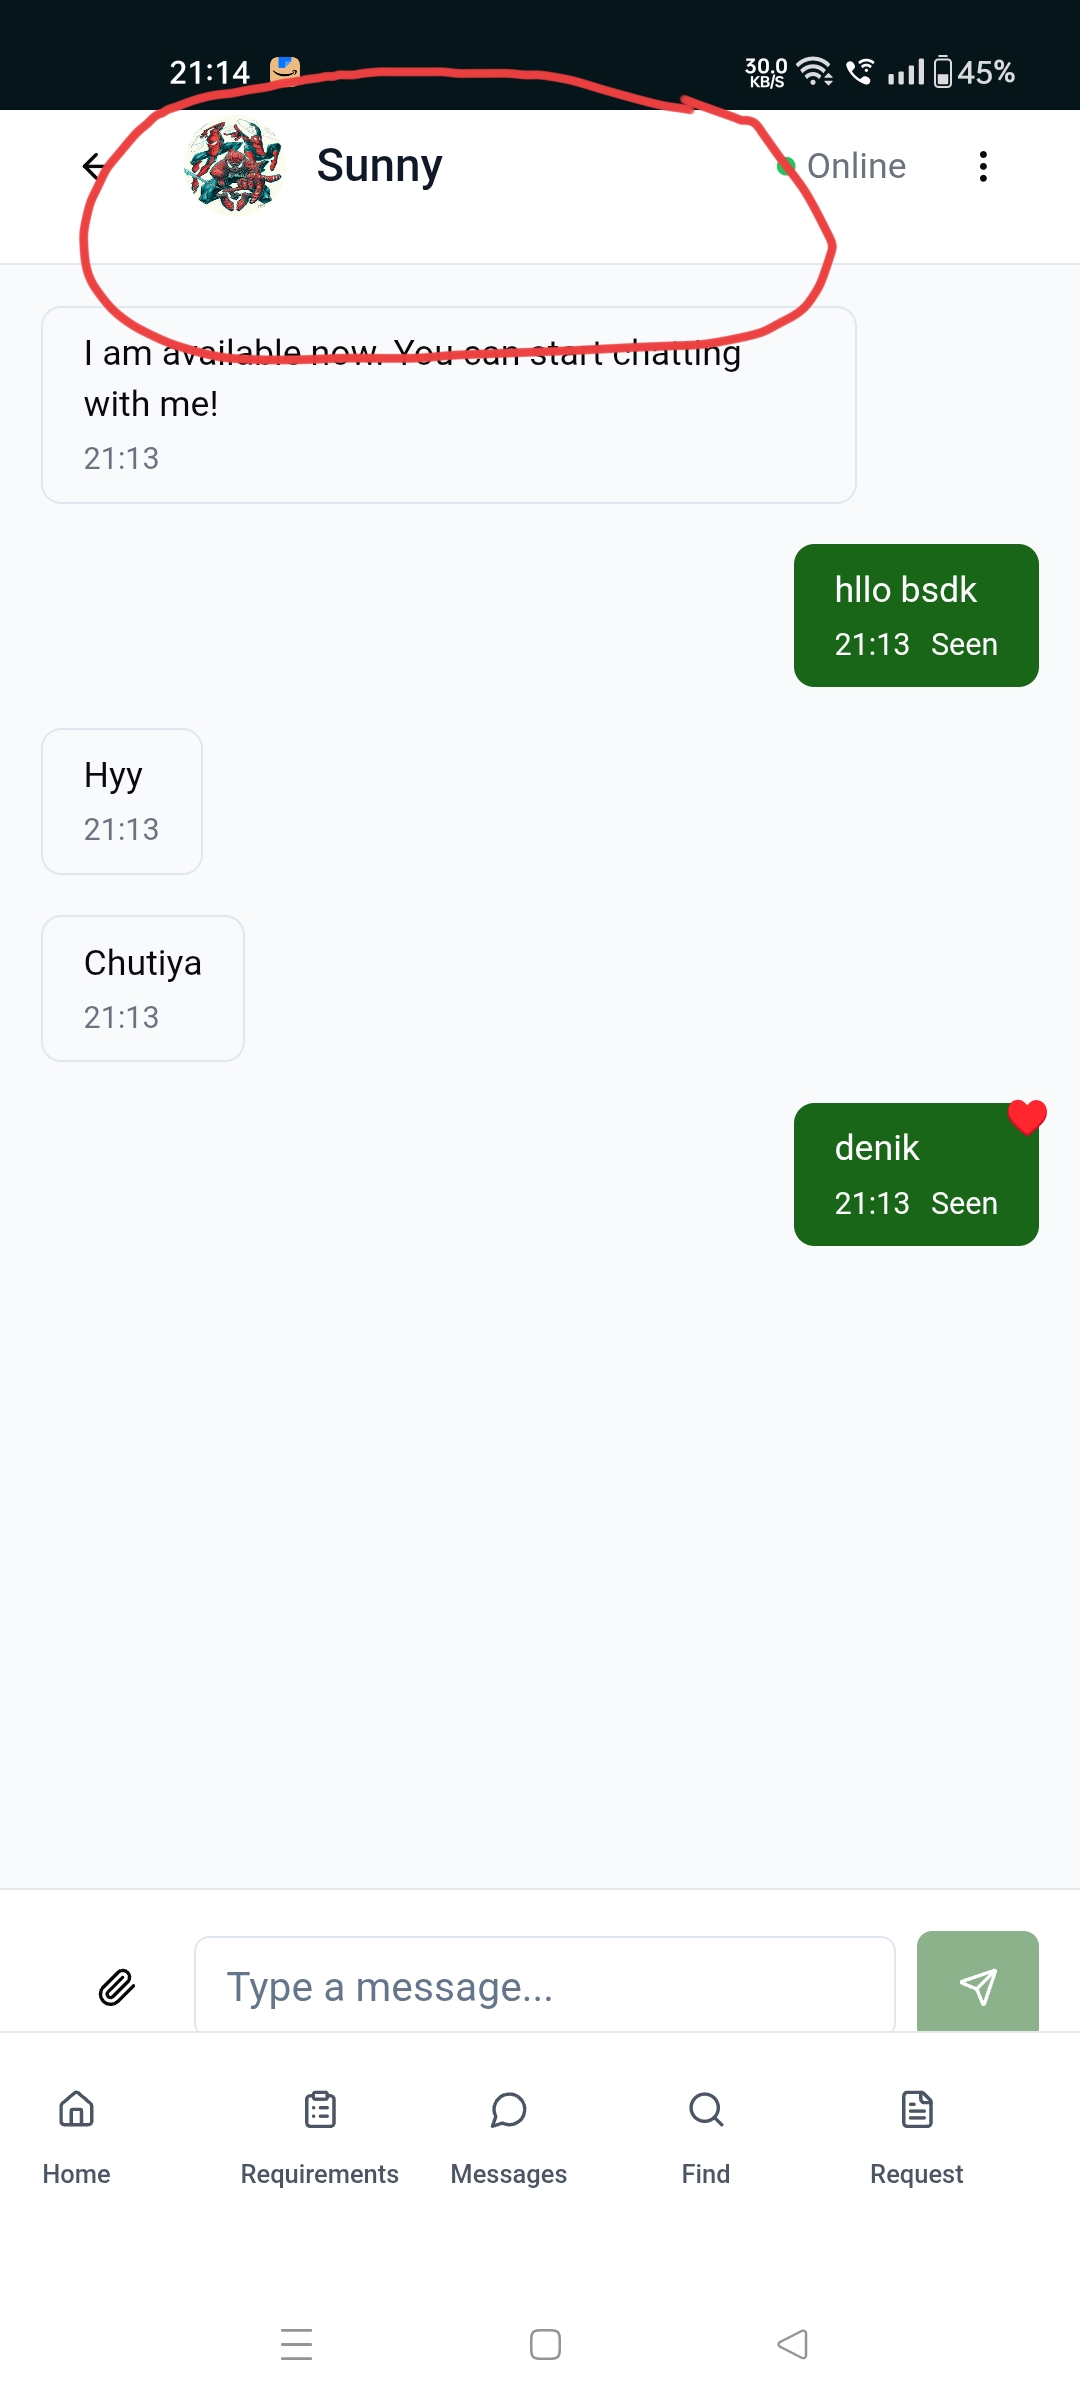 21:14 30.0 KB/S 45%
Sunny Online
I am available now. You can start chatting
with me!
21:13
hllo bsdk
21:13 Seen
Hyy
21:13
Chutiya
21:13
denik
21:13 Seen
Type a message...
Home Requirements Messages Find Request